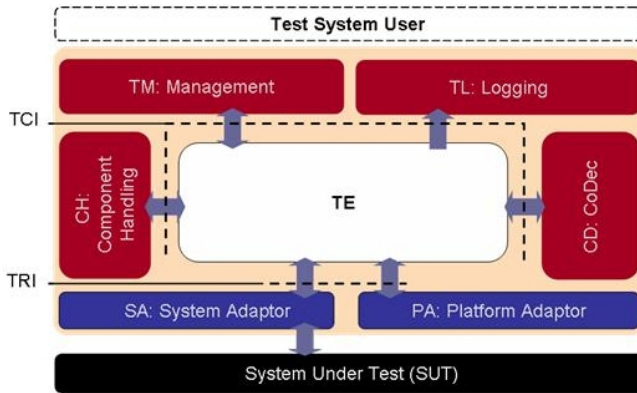 Test System User
TM: Management
TL: Logging
TCI
CH:
Component
Handling
TE
CD: CoDec
TRI
SA: System Adaptor
PA: Platform Adaptor
System Under Test (SUT)